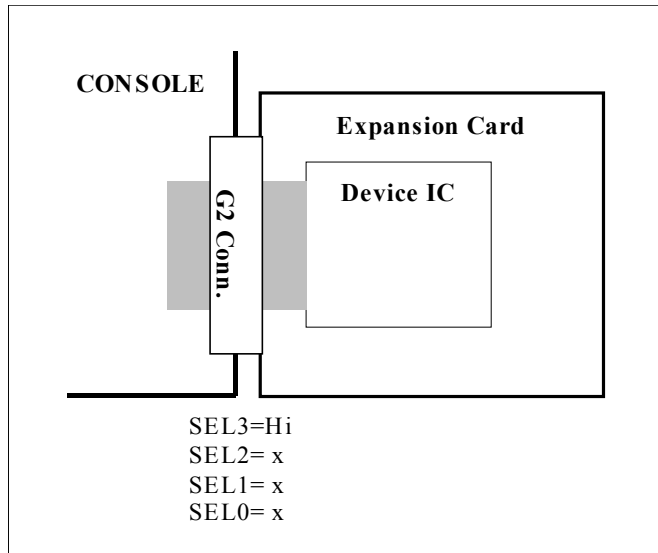 CONSOLE
Expansion Card
Device IC
G2 Conn.
SEL3=Hi
SEL2= x
SEL1= x
SEL0= x